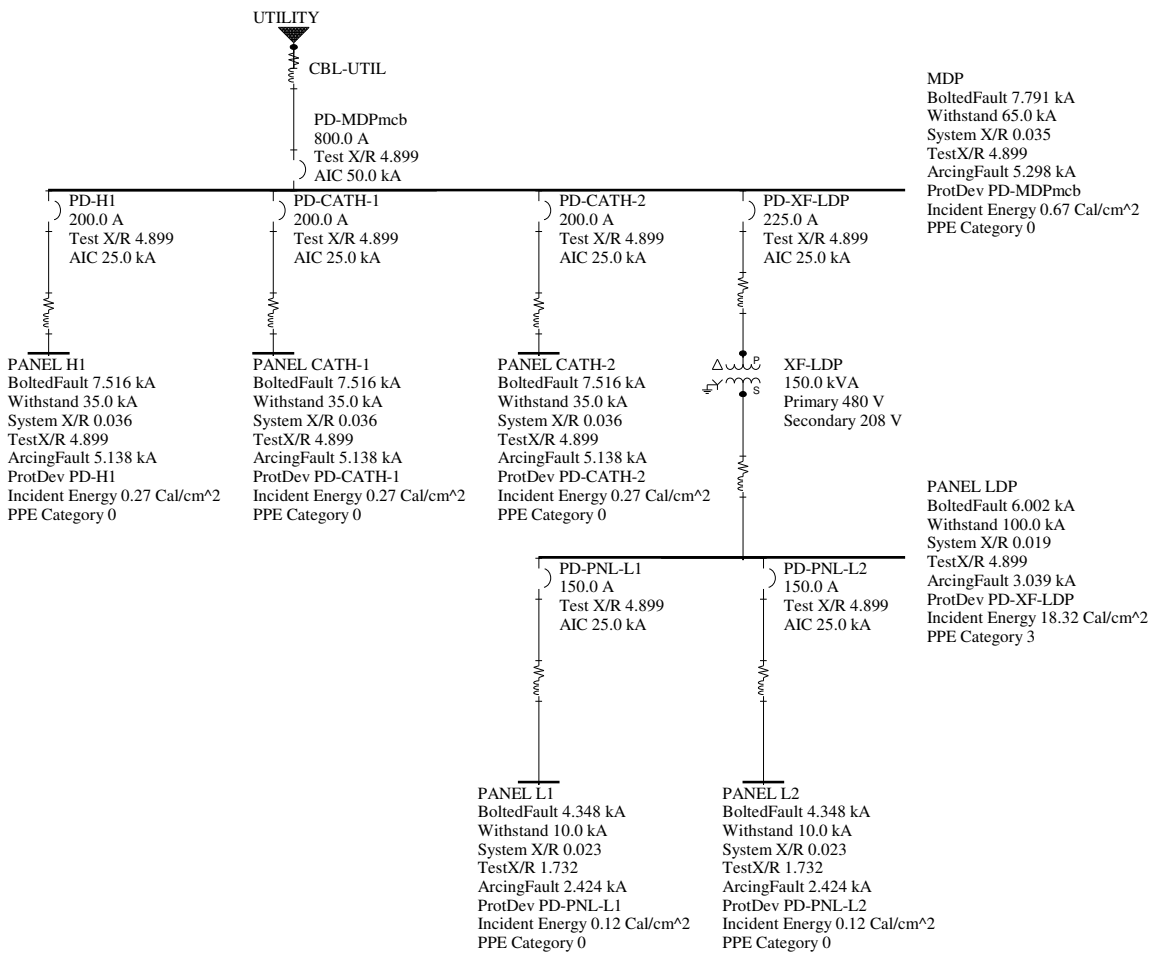 UTILITY
CBL-UTIL
PD-MDPmcb
800.0 A
Test X/R 4.899
AIC 50.0 kA
MDP
BoltedFault 7.791 kA
Withstand 65.0 kA
System X/R 0.035
TestX/R 4.899
ArcingFault 5.298 kA
ProtDev PD-MDPmcb
Incident Energy 0.67 Cal/cm^2
PPE Category 0
PD-H1
200.0 A
Test X/R 4.899
AIC 25.0 kA
PD-CATH-1
200.0 A
Test X/R 4.899
AIC 25.0 kA
PD-CATH-2
200.0 A
Test X/R 4.899
AIC 25.0 kA
PD-XF-LDP
225.0 A
Test X/R 4.899
AIC 25.0 kA
PANEL H1
BoltedFault 7.516 kA
Withstand 35.0 kA
System X/R 0.036
TestX/R 4.899
ArcingFault 5.138 kA
ProtDev PD-H1
Incident Energy 0.27 Cal/cm^2
PPE Category 0
PANEL CATH-1
BoltedFault 7.516 kA
Withstand 35.0 kA
System X/R 0.036
TestX/R 4.899
ArcingFault 5.138 kA
ProtDev PD-CATH-1
Incident Energy 0.27 Cal/cm^2
PPE Category 0
PANEL CATH-2
BoltedFault 7.516 kA
Withstand 35.0 kA
System X/R 0.036
TestX/R 4.899
ArcingFault 5.138 kA
ProtDev PD-CATH-2
Incident Energy 0.27 Cal/cm^2
PPE Category 0
P
S
XF-LDP
150.0 kVA
Primary 480 V
Secondary 208 V
PANEL LDP
BoltedFault 6.002 kA
Withstand 100.0 kA
System X/R 0.019
TestX/R 4.899
ArcingFault 3.039 kA
ProtDev PD-XF-LDP
Incident Energy 18.32 Cal/cm^2
PPE Category 3
PD-PNL-L1
150.0 A
Test X/R 4.899
AIC 25.0 kA
PD-PNL-L2
150.0 A
Test X/R 4.899
AIC 25.0 kA
PANEL L1
BoltedFault 4.348 kA
Withstand 10.0 kA
System X/R 0.023
TestX/R 1.732
ArcingFault 2.424 kA
ProtDev PD-PNL-L1
Incident Energy 0.12 Cal/cm^2
PPE Category 0
PANEL L2
BoltedFault 4.348 kA
Withstand 10.0 kA
System X/R 0.023
TestX/R 1.732
ArcingFault 2.424 kA
ProtDev PD-PNL-L2
Incident Energy 0.12 Cal/cm^2
PPE Category 0